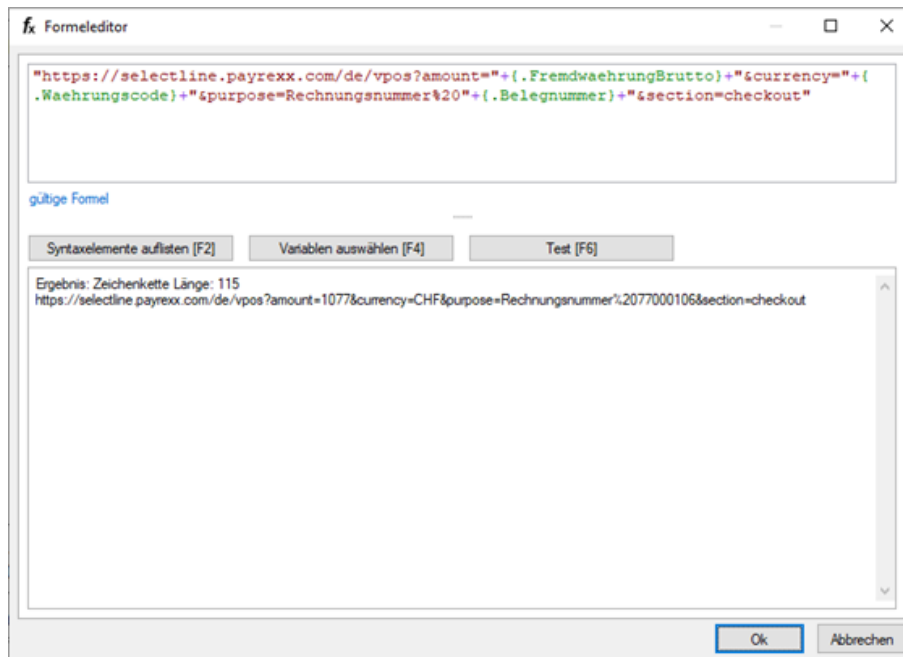 fx Formeleditor
"https://selectline.payrexx.com/de/vpos?amount="+{.FremdwaehrungBrutto}+"&currency="+{
.Waehrungscode}+"&purpose=Rechnungsnummer%20"+{.Belegnummer}+"&section=checkout"
gültige Formel
Syntaxelemente auflisten [F2] Variablen auswählen [F4] Test [F6]
Ergebnis: Zeichenkette Länge: 115
https://selectline.payrexx.com/de/vpos?amount=1077&currency=CHF&purpose=Rechnungsnummer%2077000106&section=checkout
Ok Abbrechen